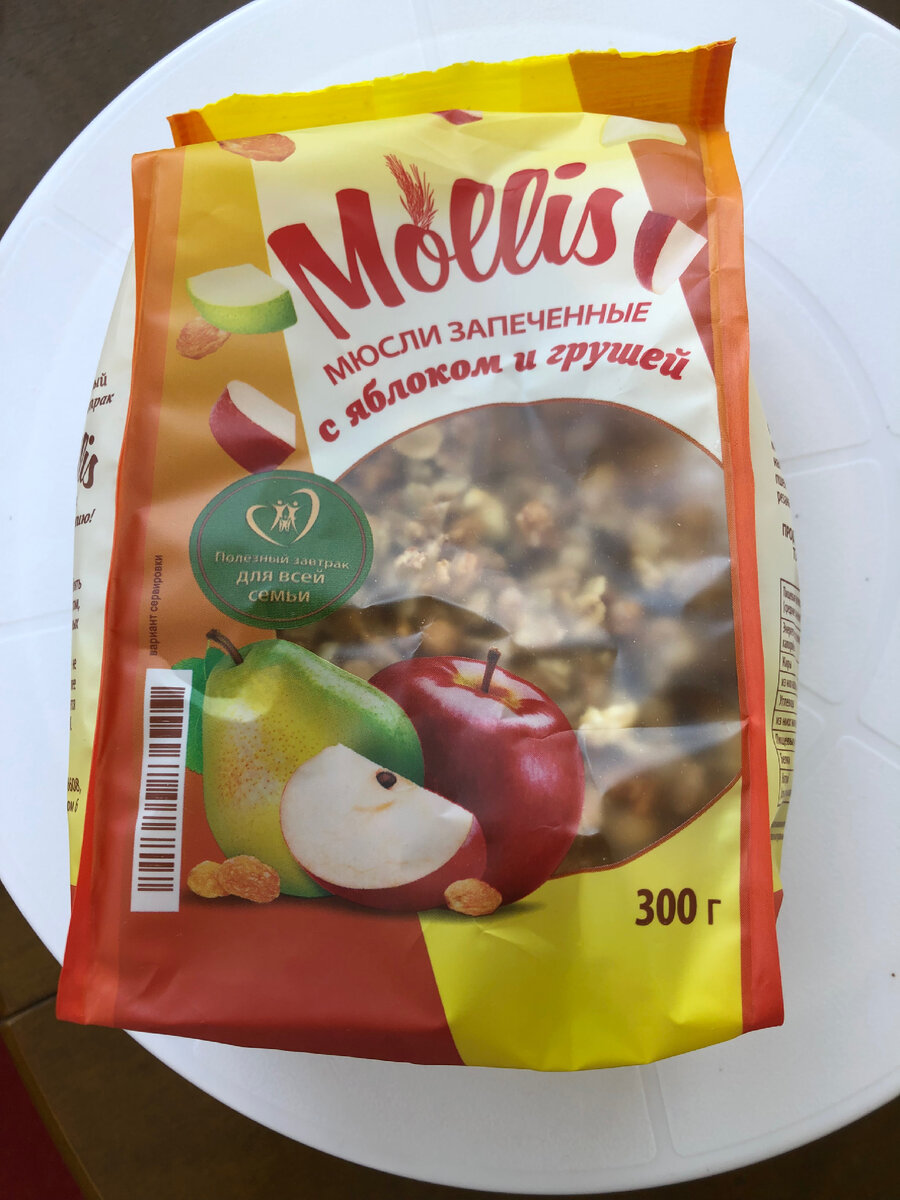 Mollis
МЮСЛИ ЗАПЕЧЕННЫЕ
с яблоком и грушей
Полезный завтрак
для всей
семьи
вариант сервировки
300 г